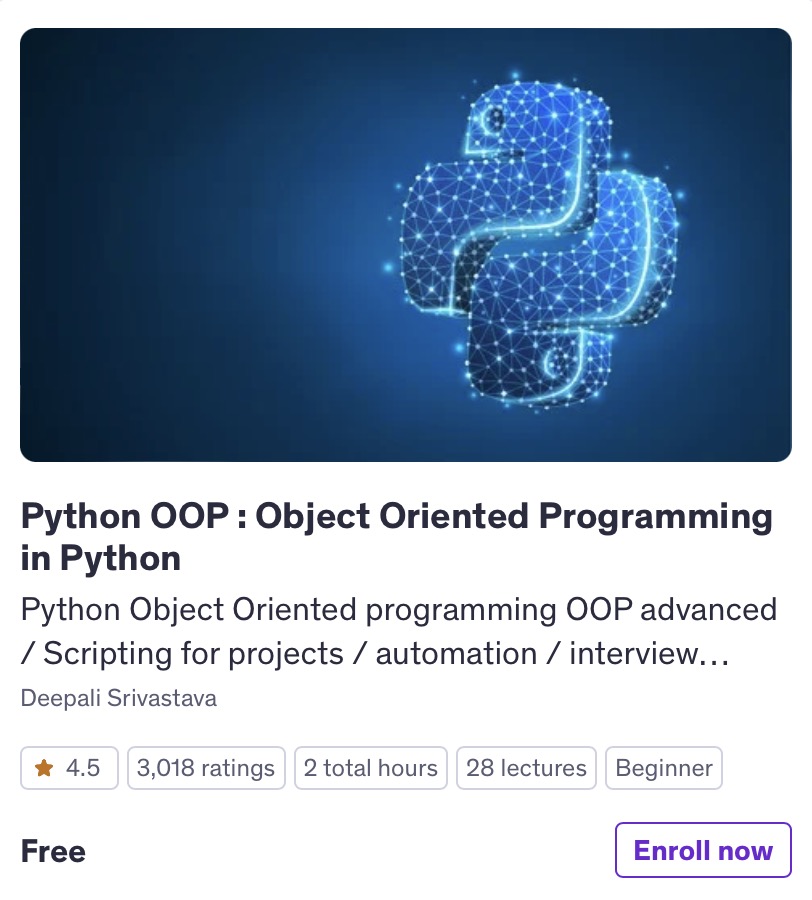 Python OOP : Object Oriented Programming
in Python
Python Object Oriented programming OOP advanced
/ Scripting for projects / automation / interview...
Deepali Srivastava
4.5
3,018 ratings
2 total hours
28 lectures
Beginner
Free
Enroll now